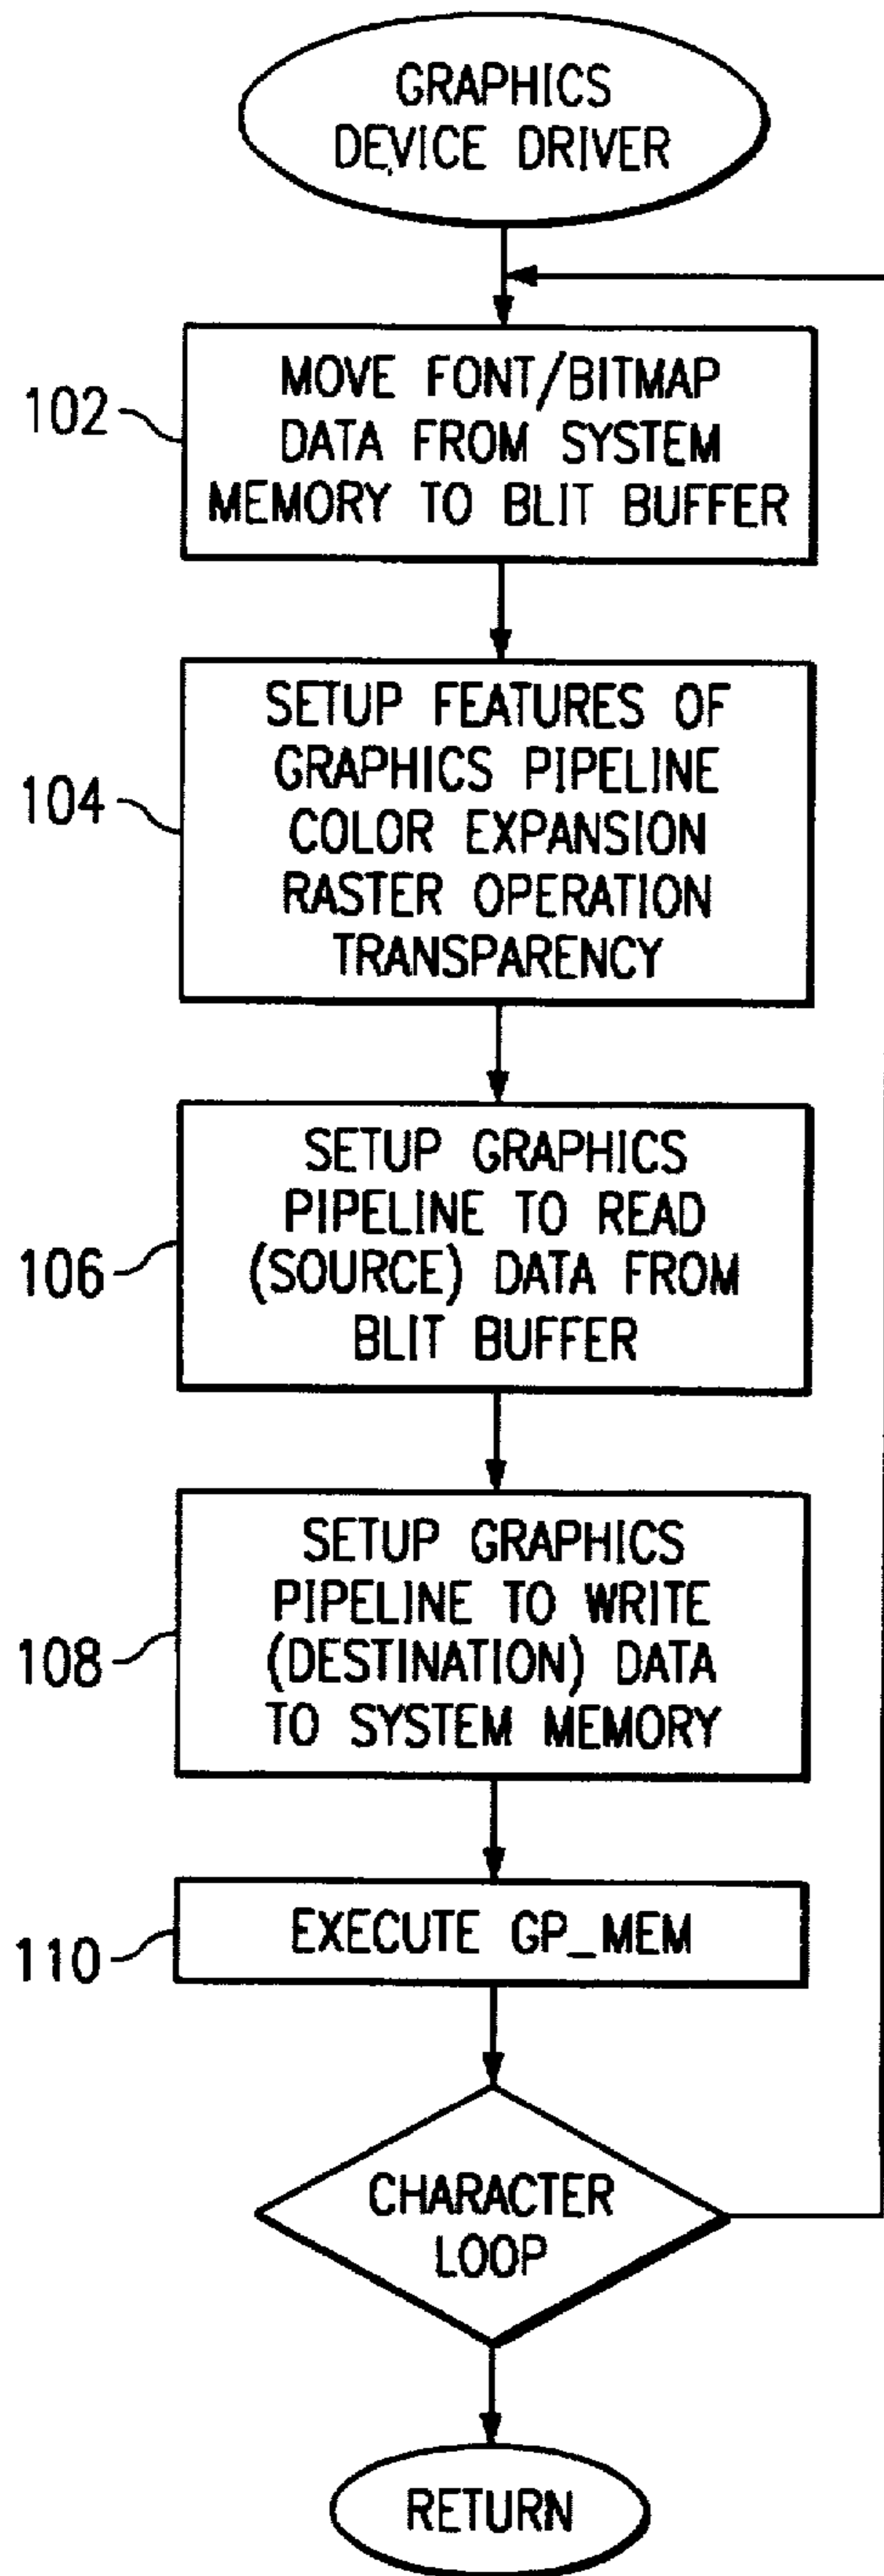 GRAPHICS
DEVICE DRIVER
102
MOVE FONT/BITMAP
DATA FROM SYSTEM
MEMORY TO BLIT BUFFER
104
SETUP FEATURES OF
GRAPHICS PIPELINE
COLOR EXPANSION
RASTER OPERATION
TRANSPARENCY
106
SETUP GRAPHICS
PIPELINE TO READ
(SOURCE) DATA FROM
BLIT BUFFER
108
SETUP GRAPHICS
PIPELINE TO WRITE
(DESTINATION) DATA
TO SYSTEM MEMORY
110
EXECUTE GP_MEM
CHARACTER
LOOP
RETURN